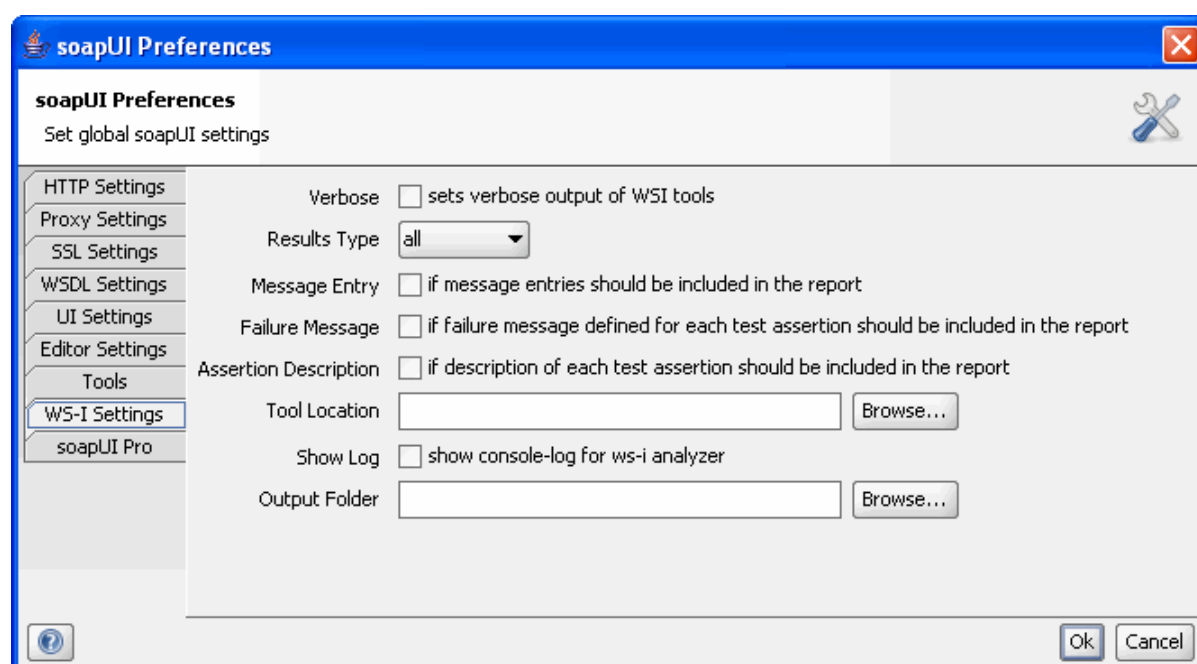 soapUI Preferences
soapUI Preferences
Set global soapUI settings
HTTP Settings
Proxy Settings
SSL Settings
WSDL Settings
UI Settings
Editor Settings
Tools
WS-I Settings
soapUI Pro
Verbose sets verbose output of WSI tools
Results Type all
Message Entry if message entries should be included in the report
Failure Message if failure message defined for each test assertion should be included in the report
Assertion Description if description of each test assertion should be included in the report
Tool Location Browse...
Show Log show console-log for ws-i analyzer
Output Folder Browse...
? Ok Cancel